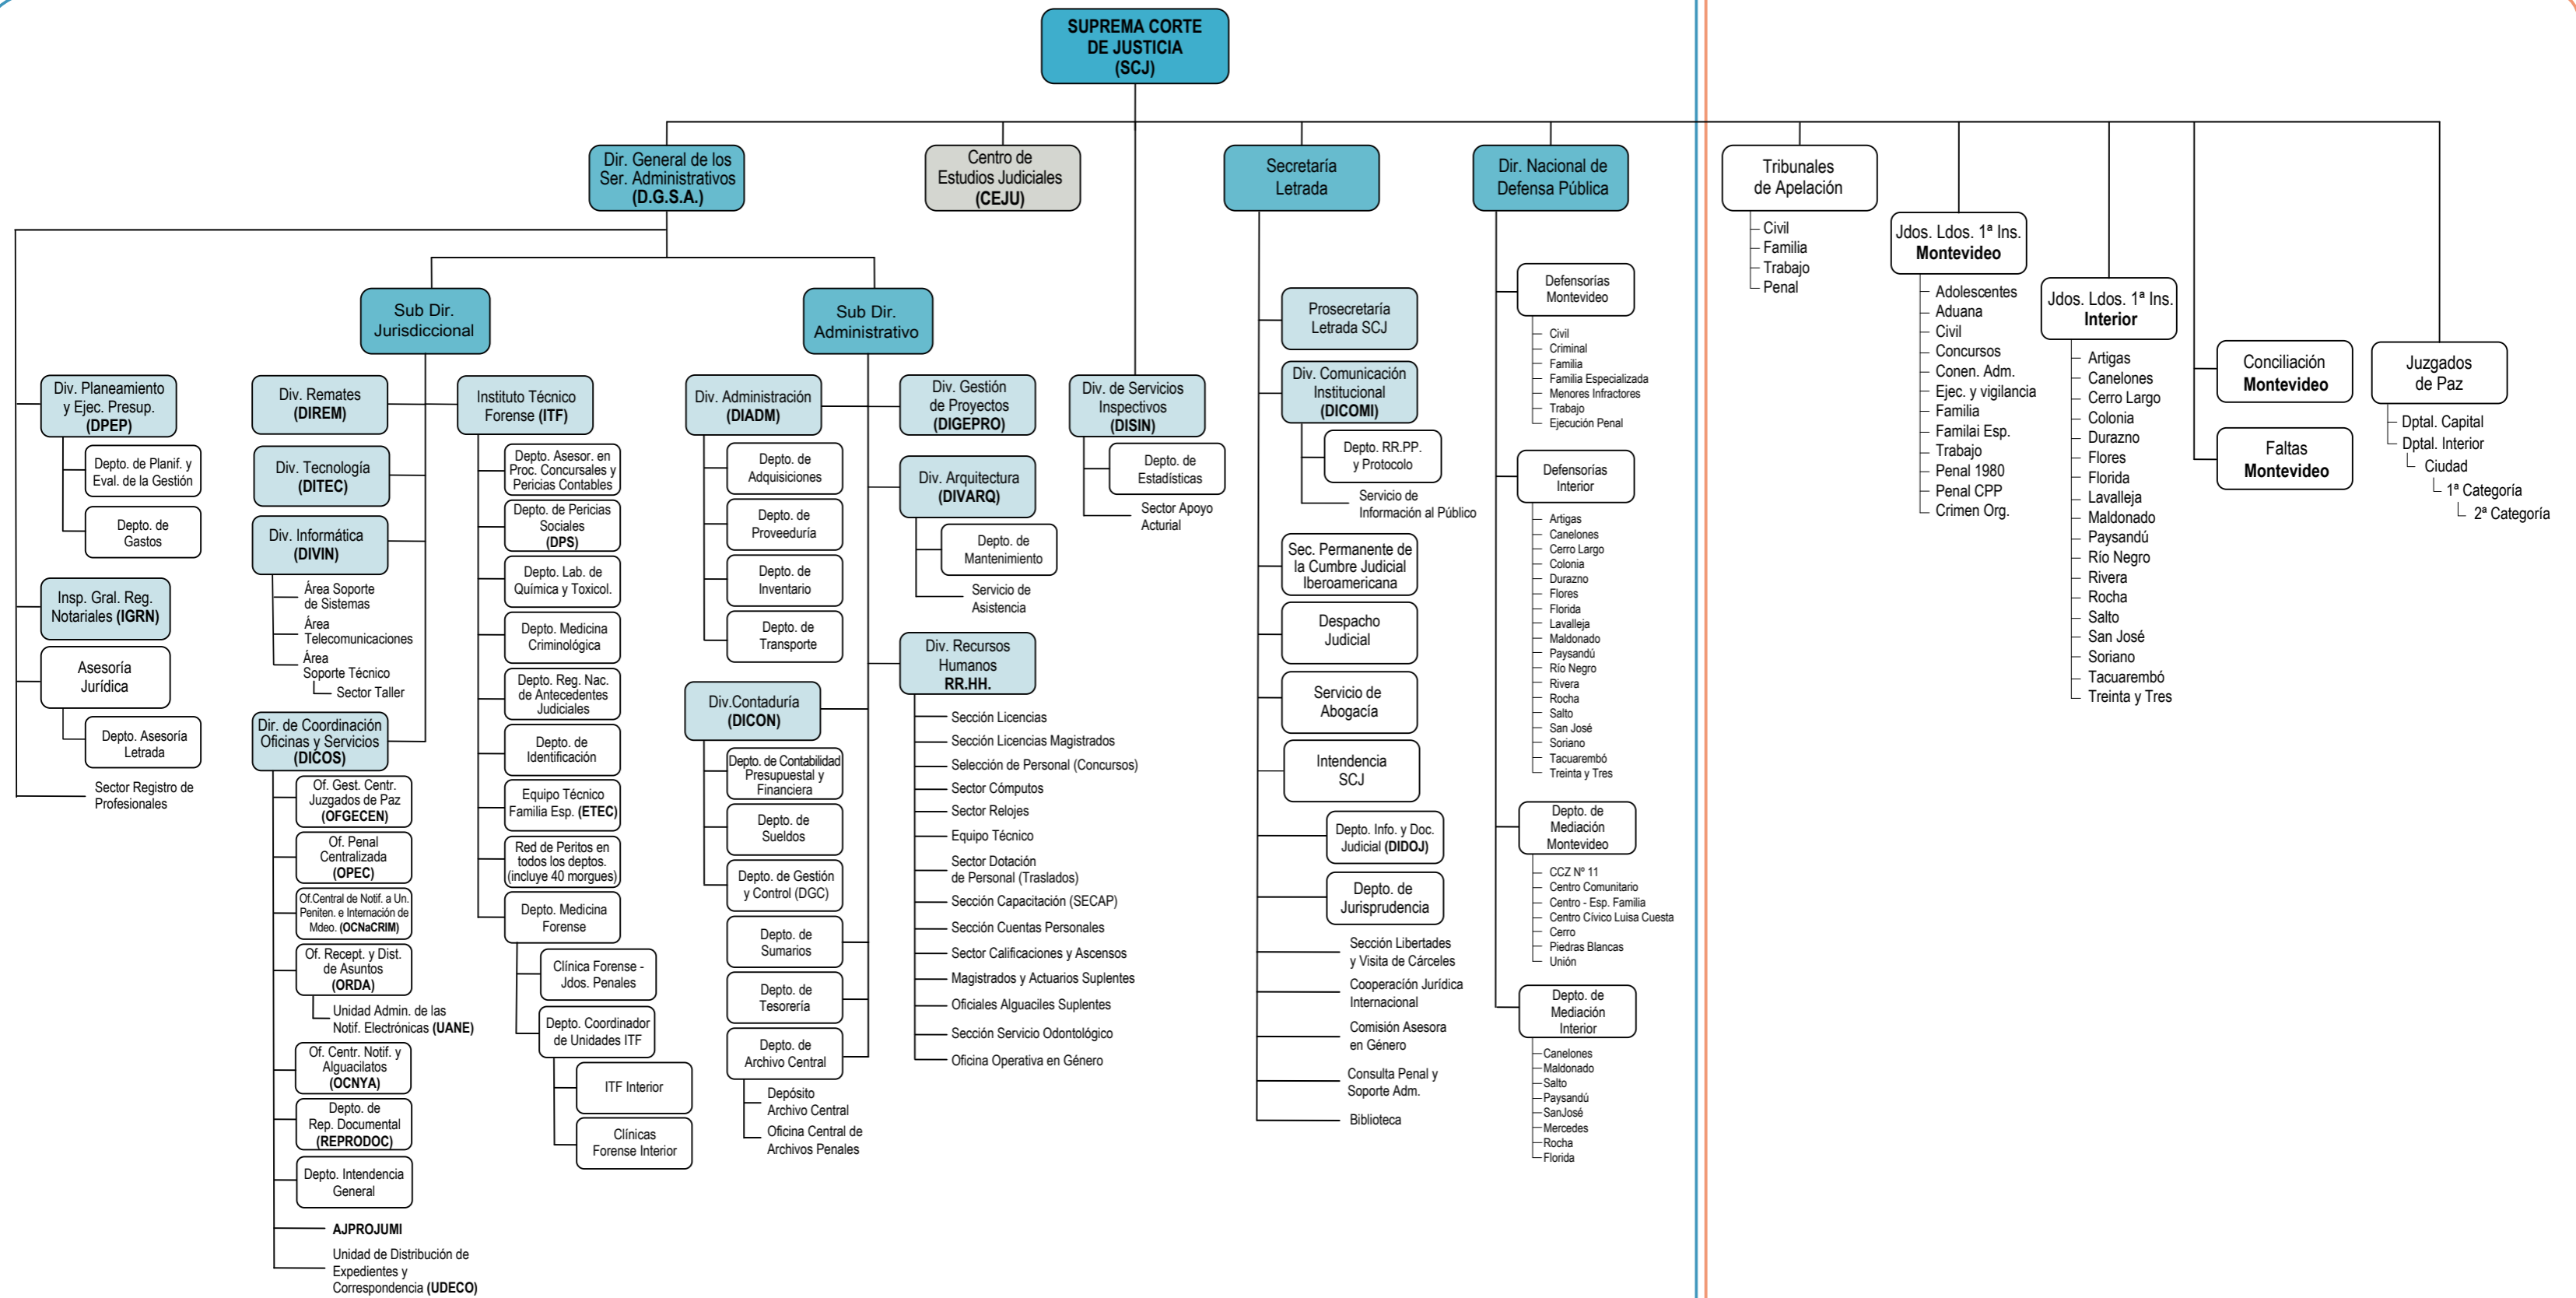 SUPREMA CORTE
DE JUSTICIA
(SCJ)
Dir. General de los
Ser. Administrativos
(D.G.S.A.)
Centro de
Estudios Judiciales
(CEJU)
Secretaría
Letrada
Dir. Nacional de
Defensa Pública
Tribunales
de Apelación
Civil
Familia
Trabajo
Penal
Jdos. Ldos. 1ª Ins.
Montevideo
Adolescentes
Aduana
Civil
Concursos
Conen. Adm.
Ejec. y vigilancia
Familia
Familai Esp.
Trabajo
Penal 1980
Penal CPP
Crimen Org.
Jdos. Ldos. 1ª Ins.
Interior
Artigas
Canelones
Cerro Largo
Colonia
Durazno
Flores
Florida
Lavalleja
Maldonado
Paysandú
Río Negro
Rivera
Rocha
Salto
San José
Soriano
Tacuarembó
Treinta y Tres
Conciliación
Montevideo
Faltas
Montevideo
Juzgados
de Paz
Dptal. Capital
Dptal. Interior
Ciudad
1ª Categoría
2ª Categoría
Div. Planeamiento
y Ejec. Presup.
(DPEP)
Depto. de Planif. y
Eval. de la Gestión
Depto. de
Gastos
Insp. Gral. Reg.
Notariales (IGRN)
Asesoría
Jurídica
Depto. Asesoría
Letrada
Sector Registro de
Profesionales
Sub Dir.
Jurisdiccional
Div. Remates
(DIREM)
Div. Tecnología
(DITEC)
Div. Informática
(DIVIN)
Área Soporte
de Sistemas
Área
Telecomunicaciones
Área
Soporte Técnico
Sector Taller
Dir. de Coordinación
Oficinas y Servicios
(DICOS)
Of. Gest. Centr.
Juzgados de Paz
(OFGECEN)
Of. Penal
Centralizada
(OPEC)
Of.Central de Notif. a Un.
Peniten. e Internación de
Mdeo. (OCNaCRIM)
Of. Recept. y Dist.
de Asuntos
(ORDA)
Unidad Admin. de las
Notif. Electrónicas (UANE)
Of. Centr. Notif. y
Alguacilatos
(OCNYA)
Depto. de
Rep. Documental
(REPRODOC)
Depto. Intendencia
General
AJPROJUMI
Unidad de Distribución de
Expedientes y
Correspondencia (UDECO)
Instituto Técnico
Forense (ITF)
Depto. Asesor. en
Proc. Concursales y
Pericias Contables
Depto. de Pericias
Sociales
(DPS)
Depto. Lab. de
Química y Toxicol.
Depto. Medicina
Criminológica
Depto. Reg. Nac.
de Antecedentes
Judiciales
Depto. de
Identificación
Equipo Técnico
Familia Esp. (ETEC)
Red de Peritos en
todos los deptos.
(incluye 40 morgues)
Depto. Medicina
Forense
Clínica Forense -
Jdos. Penales
Depto. Coordinador
de Unidades ITF
ITF Interior
Clínicas
Forense Interior
Sub Dir.
Administrativo
Div. Administración
(DIADM)
Depto. de
Adquisiciones
Depto. de
Proveeduría
Depto. de
Inventario
Depto. de
Transporte
Div.Contaduría
(DICON)
Depto. de Contabilidad
Presupuestal y
Financiera
Depto. de
Sueldos
Depto. de Gestión
y Control (DGC)
Depto. de
Sumarios
Depto. de
Tesorería
Depto. de
Archivo Central
Depósito
Archivo Central
Oficina Central de
Archivos Penales
Div. Gestión
de Proyectos
(DIGEPRO)
Div. Arquitectura
(DIVARQ)
Depto. de
Mantenimiento
Servicio de
Asistencia
Div. Recursos
Humanos
RR.HH.
Sección Licencias
Sección Licencias Magistrados
Selección de Personal (Concursos)
Sector Cómputos
Sector Relojes
Equipo Técnico
Sector Dotación
de Personal (Traslados)
Sección Capacitación (SECAP)
Sección Cuentas Personales
Sector Calificaciones y Ascensos
Magistrados y Actuarios Suplentes
Oficiales Alguaciles Suplentes
Sección Servicio Odontológico
Oficina Operativa en Género
Div. de Servicios
Inspectivos
(DISIN)
Depto. de
Estadísticas
Sector Apoyo
Acturial
Prosecretaría
Letrada SCJ
Div. Comunicación
Institucional
(DICOMI)
Depto. RR.PP.
y Protocolo
Servicio de
Información al Público
Sec. Permanente de
la Cumbre Judicial
Iberoamericana
Despacho
Judicial
Servicio de
Abogacía
Intendencia
SCJ
Depto. Info. y Doc.
Judicial (DIDOJ)
Depto. de
Jurisprudencia
Sección Libertades
y Visita de Cárceles
Cooperación Jurídica
Internacional
Comisión Asesora
en Género
Consulta Penal y
Soporte Adm.
Biblioteca
Defensorías
Montevideo
Civil
Criminal
Familia
Familia Especializada
Menores Infractores
Trabajo
Ejecución Penal
Defensorías
Interior
Artigas
Canelones
Cerro Largo
Colonia
Durazno
Flores
Florida
Lavalleja
Maldonado
Paysandú
Río Negro
Rivera
Rocha
Salto
San José
Soriano
Tacuarembó
Treinta y Tres
Depto. de
Mediación
Montevideo
CCZ Nº 11
Centro Comunitario
Centro - Esp. Familia
Centro Cívico Luisa Cuesta
Cerro
Piedras Blancas
Unión
Depto. de
Mediación
Interior
Canelones
Maldonado
Salto
Paysandú
SanJosé
Mercedes
Rocha
Florida